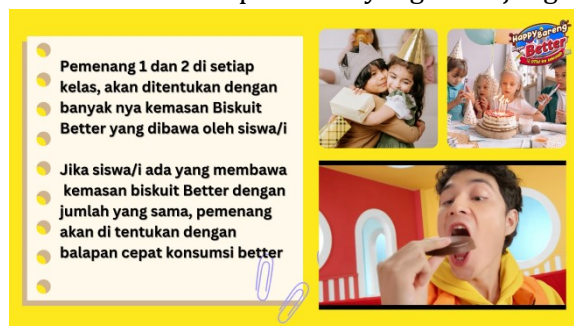 Pemenang 1 dan 2 di setiap
kelas, akan ditentukan dengan
banyak nya kemasan Biskuit
Better yang dibawa oleh siswa/i
Jika siswa/i ada yang membawa
kemasan biskuit Better dengan
jumlah yang sama, pemenang
akan di tentukan dengan
balapan cepat konsumsi better
Happy Bareng
Better